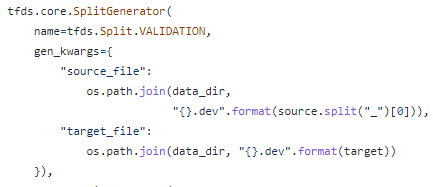 tfds.core.SplitGenerator(
    name=tfds.Split.VALIDATION,
    gen_kwargs={
        "source_file":
            os.path.join(data_dir,
                         "{}.dev".format(source.split("_")[0])),
        "target_file":
            os.path.join(data_dir, "{}.dev".format(target))
    }),